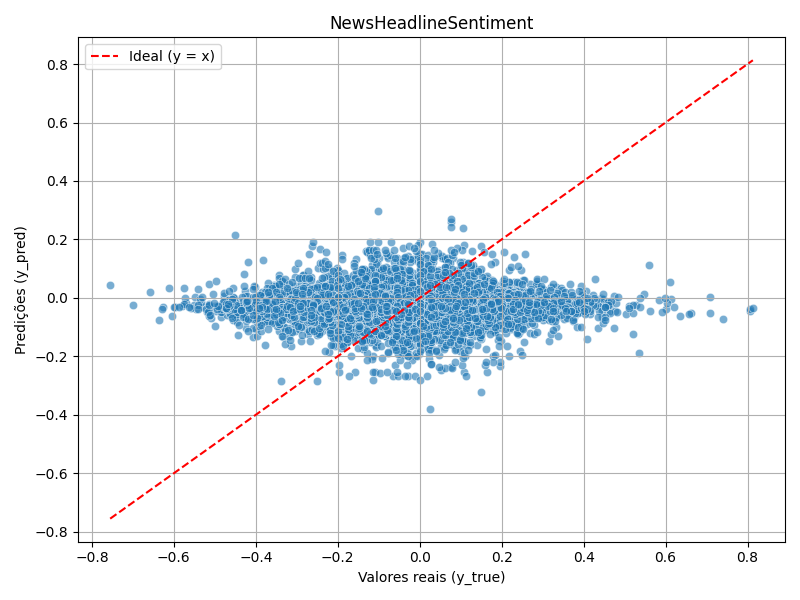 NewsHeadlineSentiment
Ideal (y = x)
0.8
0.6
0.4
0.2
0.0
−0.2
−0.4
−0.6
−0.8
Predições (y_pred)
−0.8 −0.6 −0.4 −0.2 0.0 0.2 0.4 0.6 0.8
Valores reais (y_true)